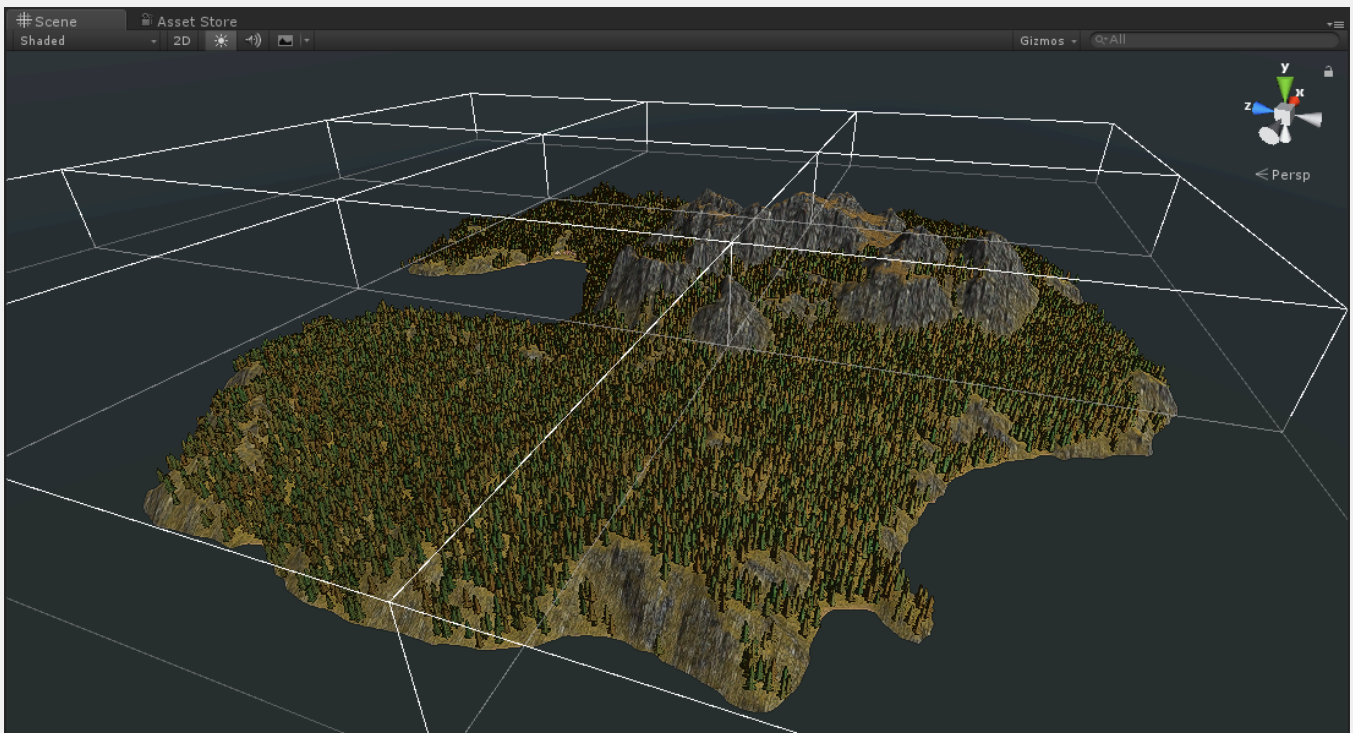 Scene
Asset Store
Shaded
2D
Gizmos
All
y
x
z
Persp